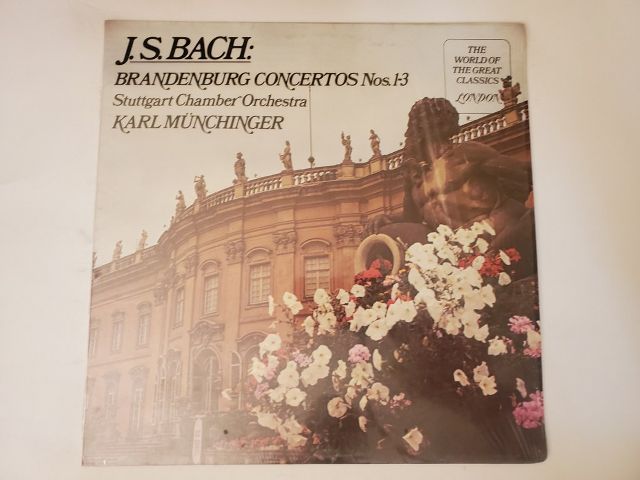 J.S.BACH:
BRANDENBURG CONCERTOS Nos.1-3
Stuttgart Chamber Orchestra
KARL MÜNCHINGER
THE
WORLD OF
THE GREAT
CLASSICS
LONDON